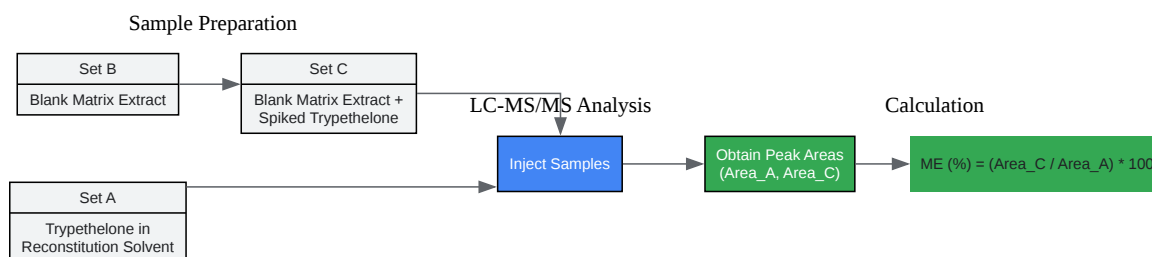 Sample Preparation
Set B
Blank Matrix Extract
Set C
Blank Matrix Extract +
Spiked Trypethelone
LC-MS/MS Analysis
Calculation
Inject Samples
Obtain Peak Areas
(Area_A, Area_C)
ME (%) = (Area_C / Area_A) * 100
Set A
Trypethelone in
Reconstitution Solvent